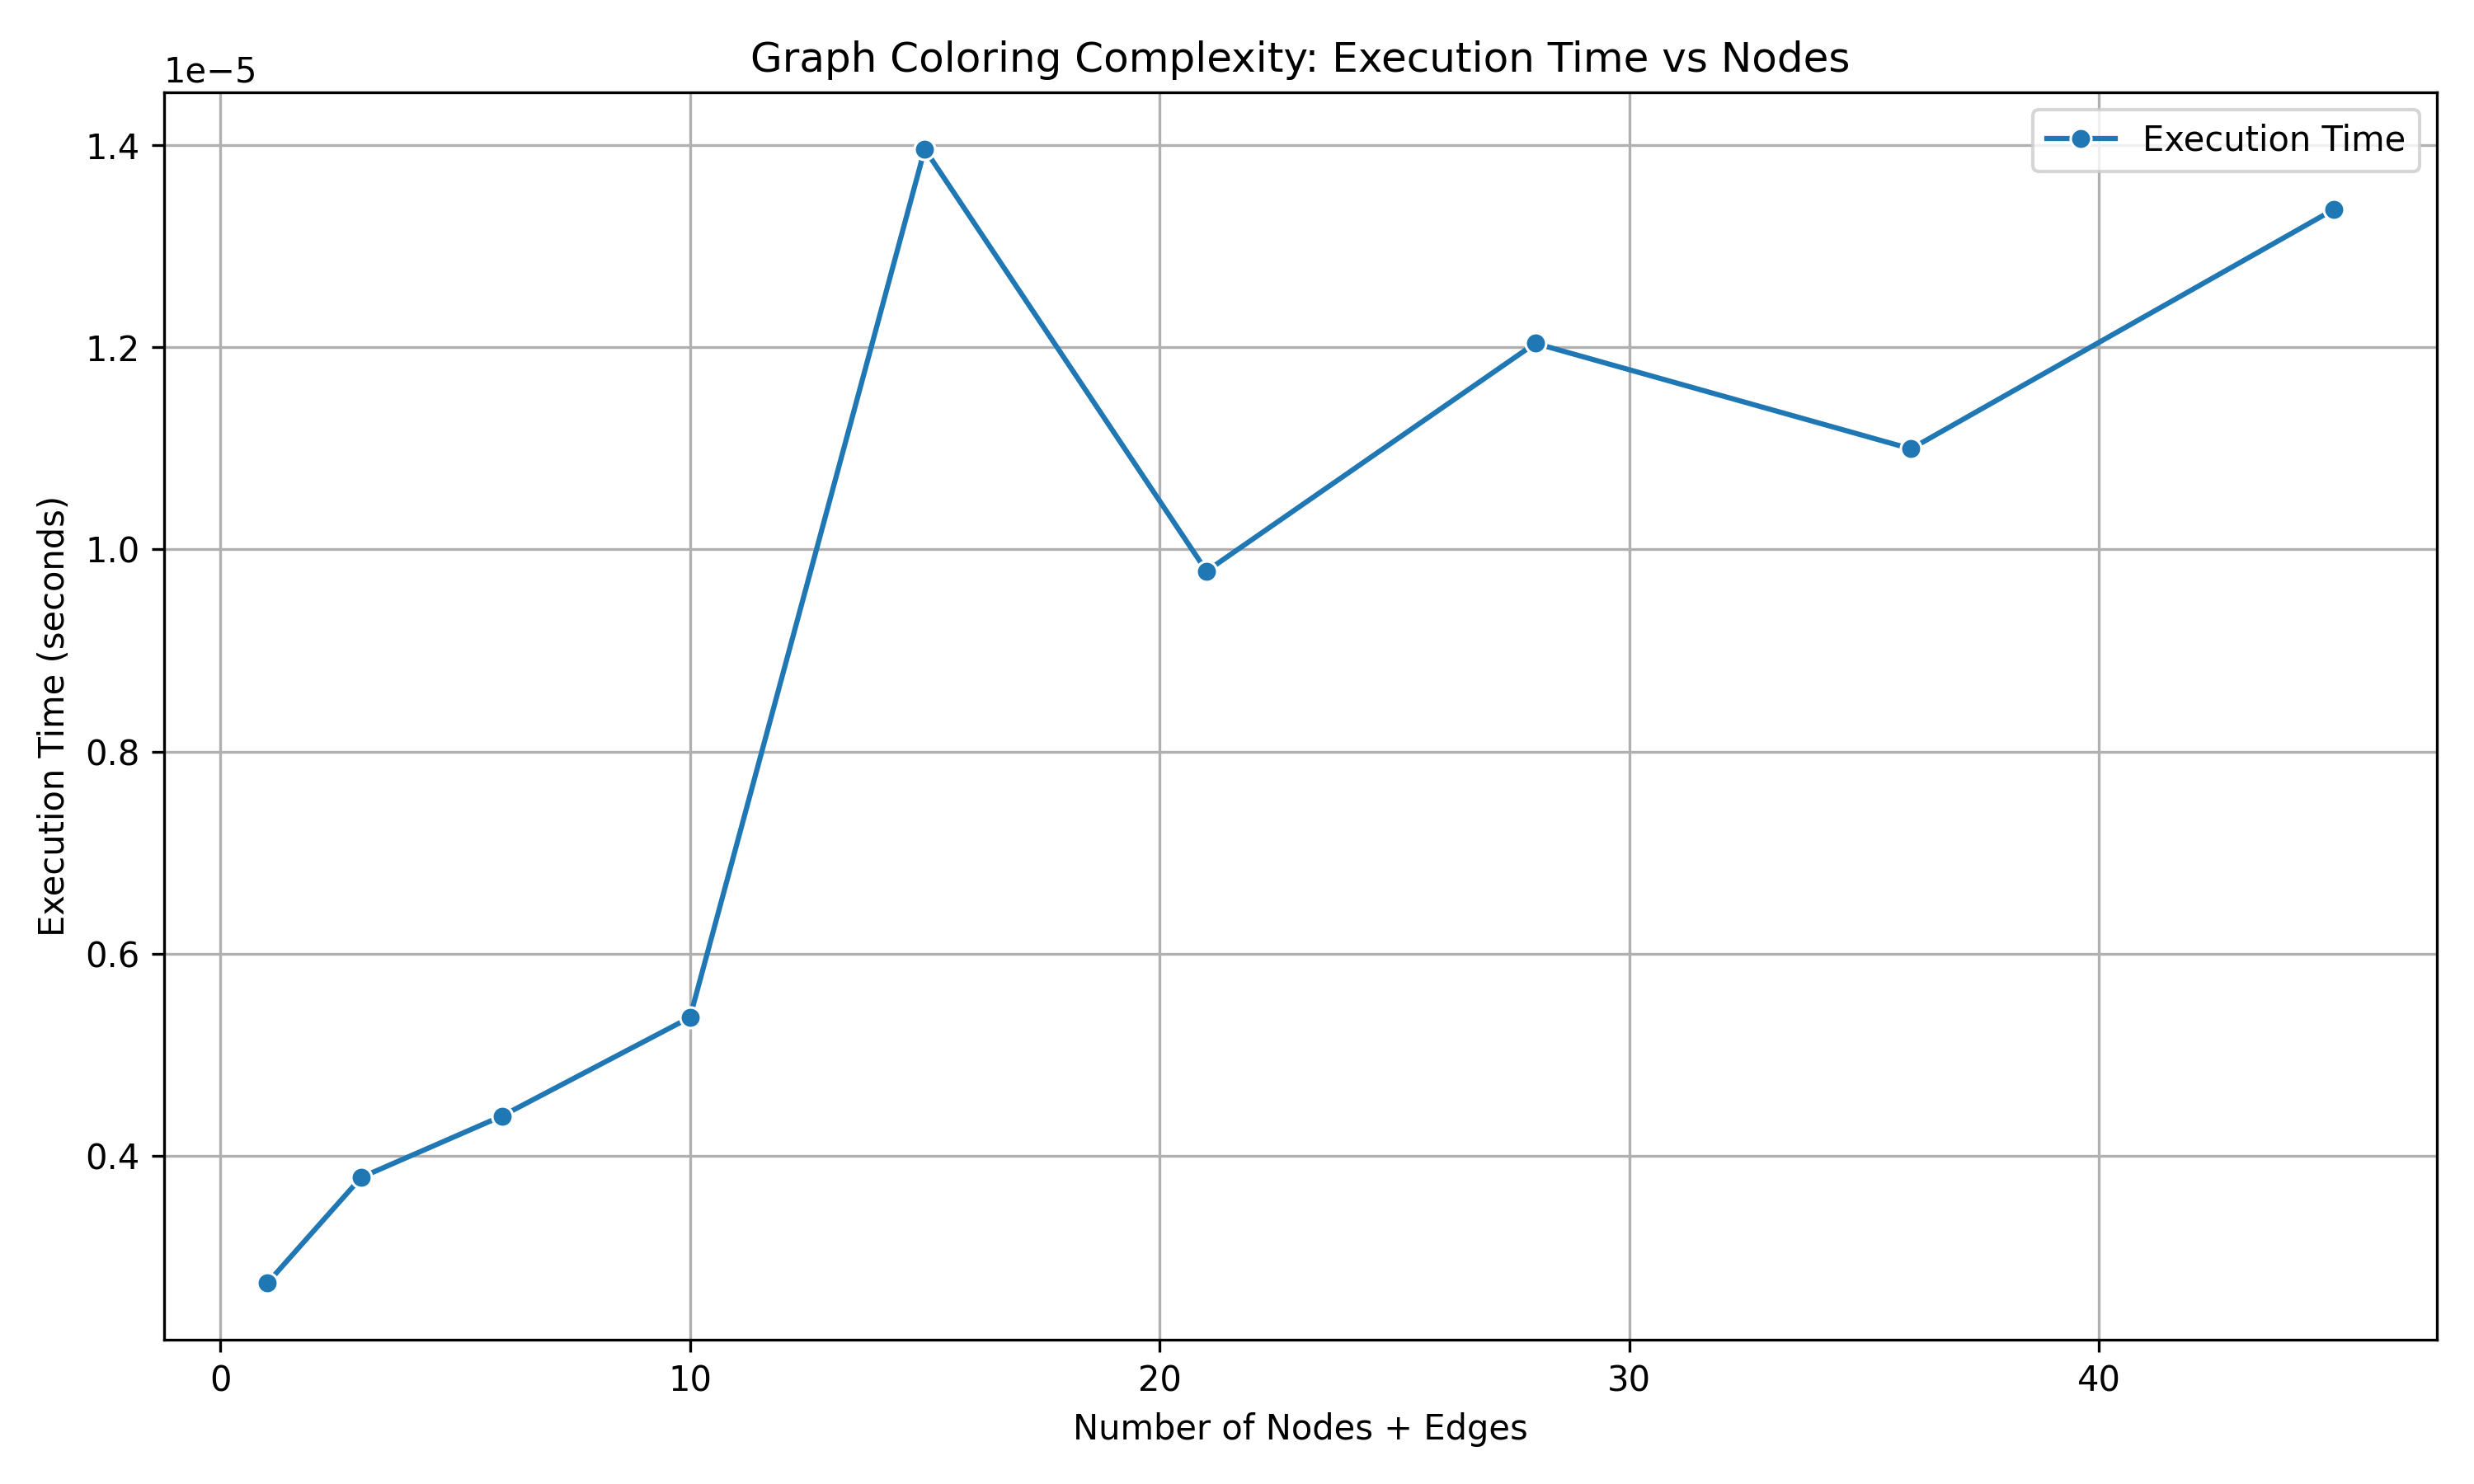 Graph Coloring Complexity: Execution Time vs Nodes
1e−5
Execution Time
1.4
1.2
1.0
0.8
0.6
0.4
Execution Time (seconds)
0 10 20 30 40
Number of Nodes + Edges